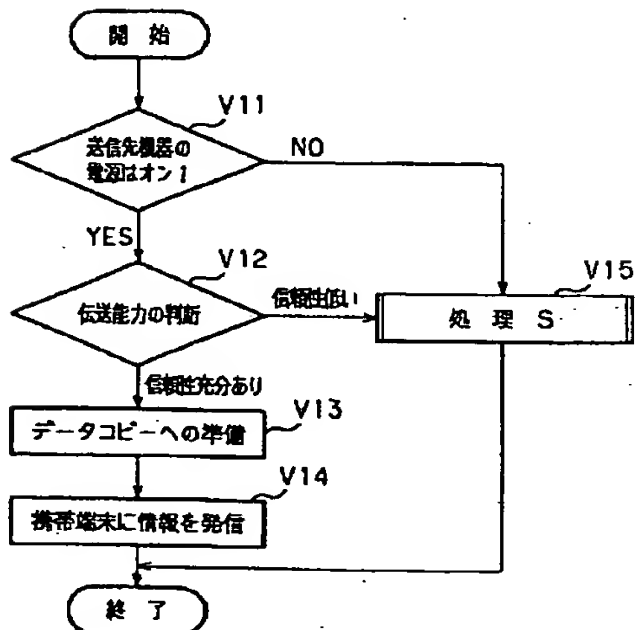 開 始
V11
送信先機器の
電源はオン?
NO
YES
V12
伝送能力の判断
信頼性低い
V15
処 理 S
信頼性充分あり
V13
データコピーへの準備
V14
携帯端末に情報を発信
終 了